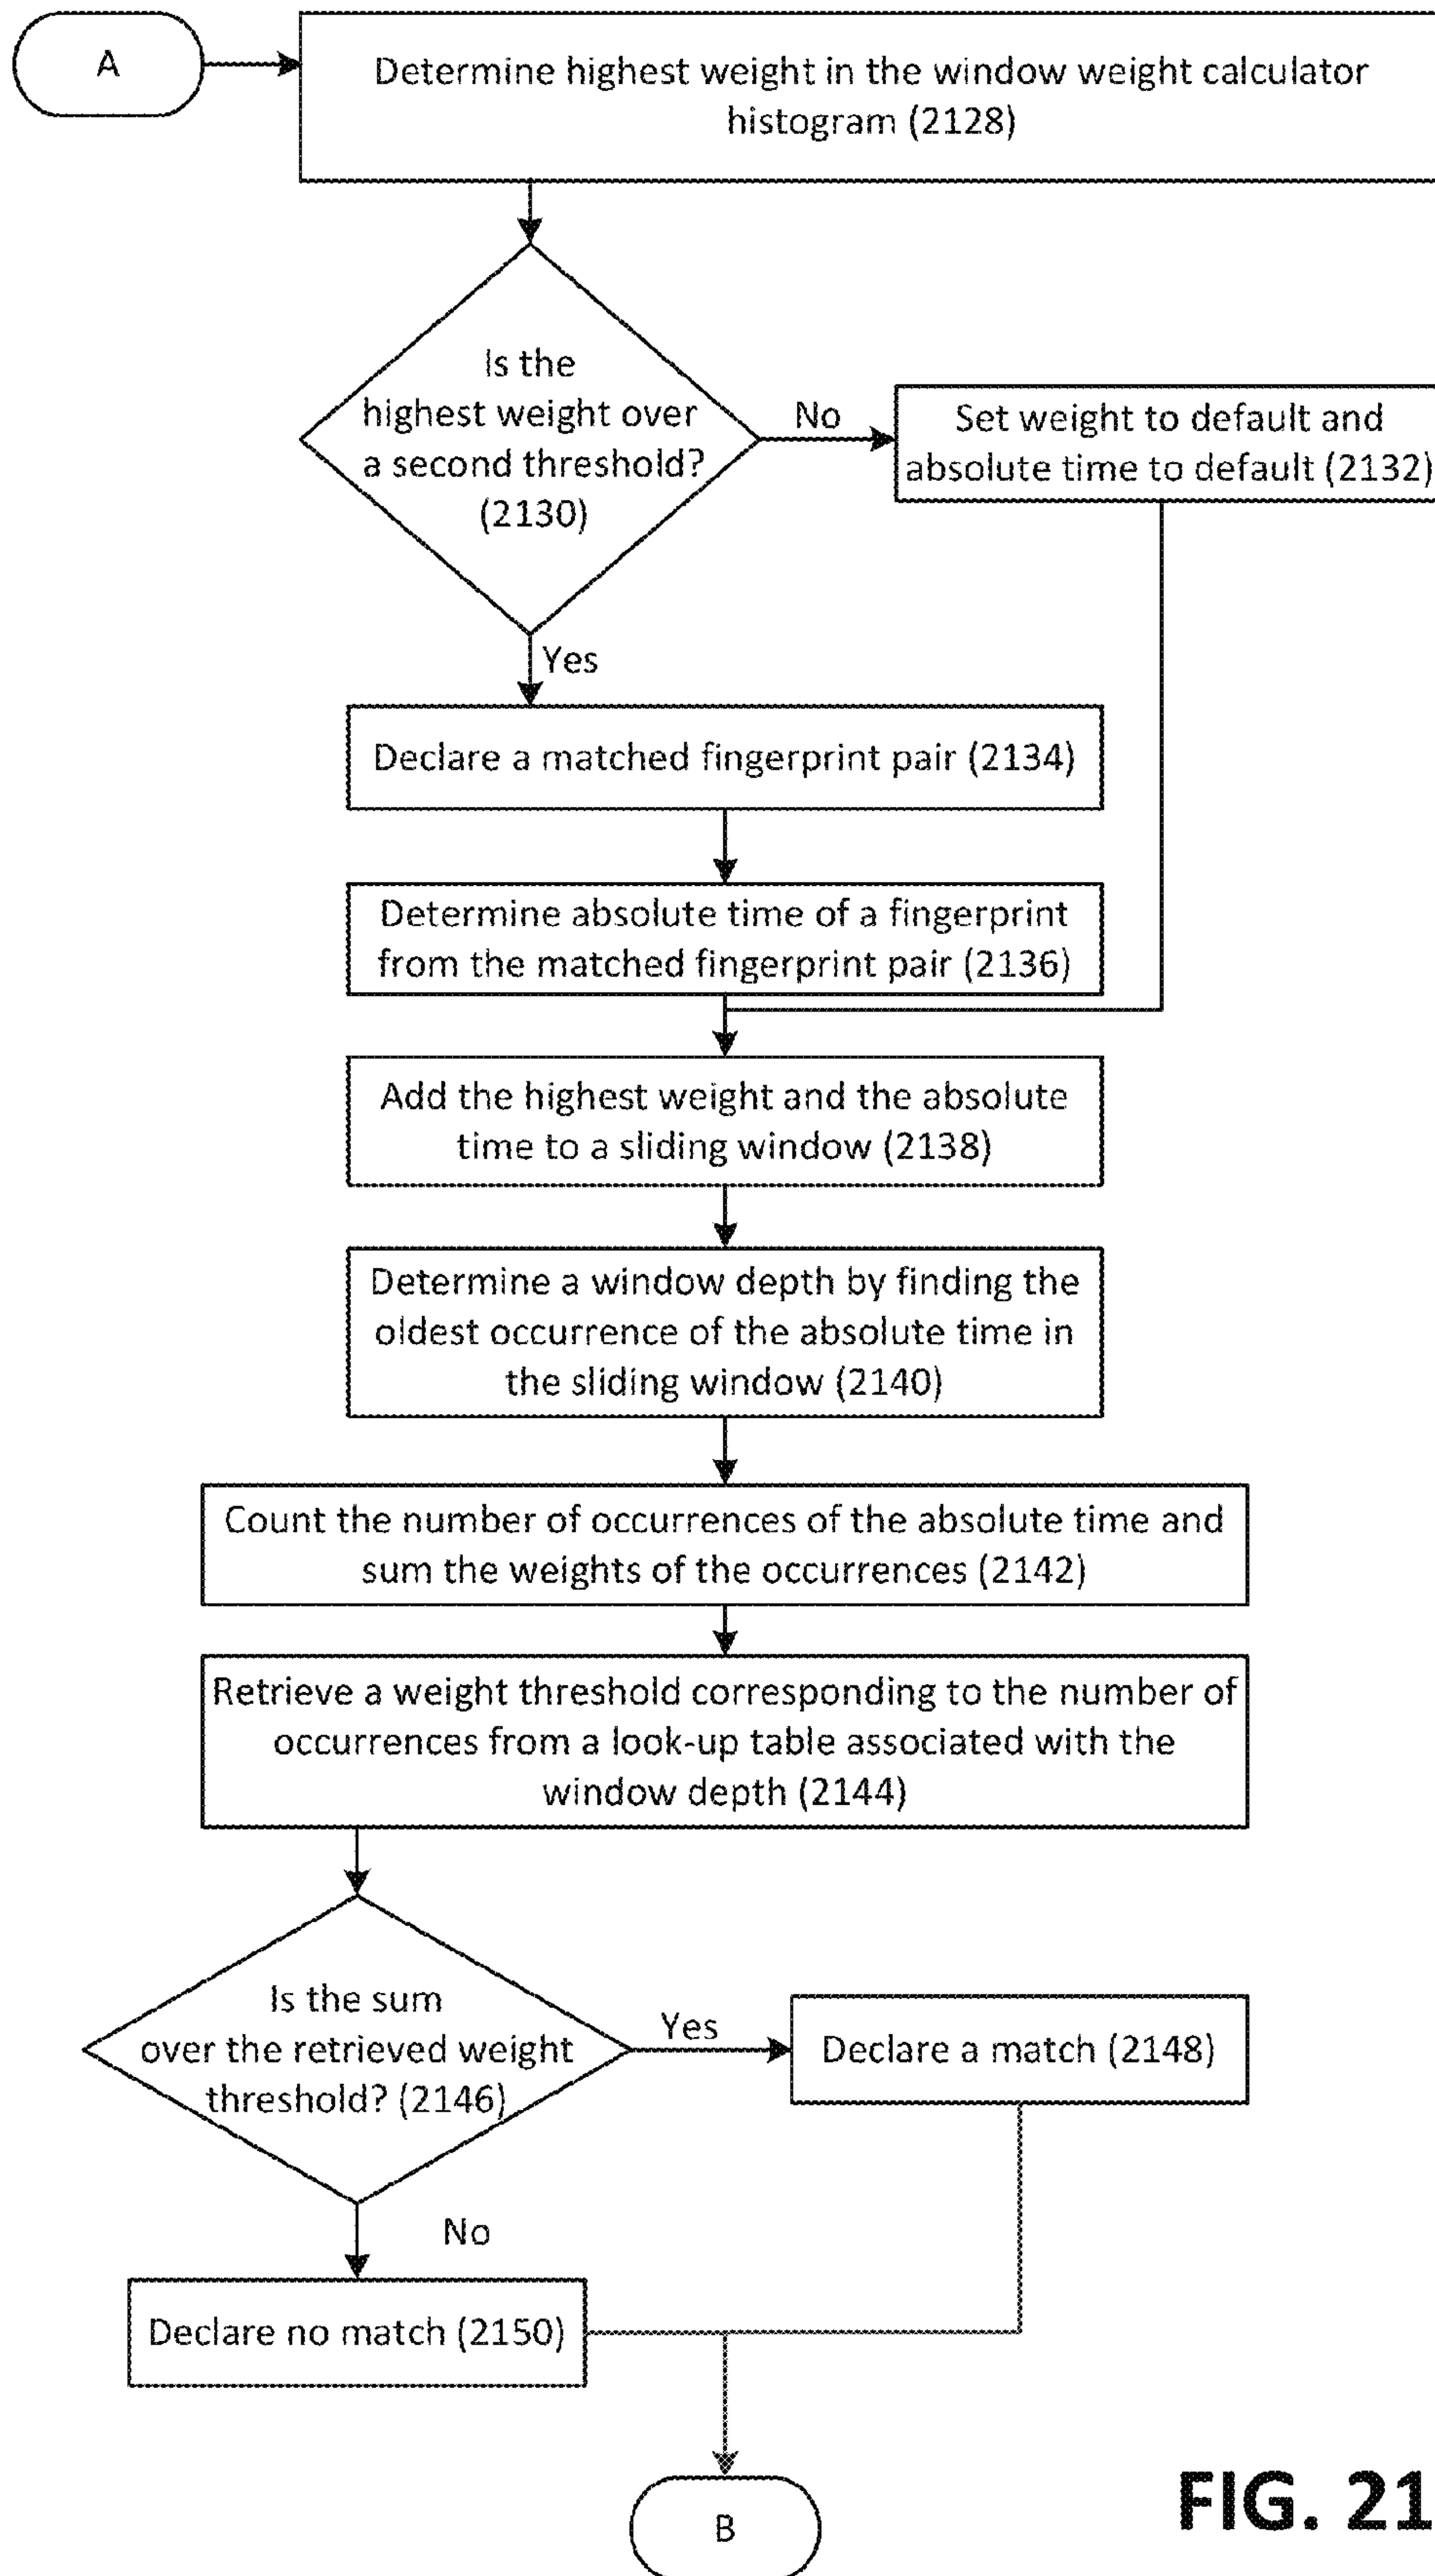 A
Determine highest weight in the window weight calculator
histogram (2128)
Is the
highest weight over
a second threshold?
(2130)
No
Set weight to default and
absolute time to default (2132)
Yes
Declare a matched fingerprint pair (2134)
Determine absolute time of a fingerprint
from the matched fingerprint pair (2136)
Add the highest weight and the absolute
time to a sliding window (2138)
Determine a window depth by finding the
oldest occurrence of the absolute time in
the sliding window (2140)
Count the number of occurrences of the absolute time and
sum the weights of the occurrences (2142)
Retrieve a weight threshold corresponding to the number of
occurrences from a look-up table associated with the
window depth (2144)
Is the sum
over the retrieved weight
threshold? (2146)
Yes
Declare a match (2148)
No
Declare no match (2150)
B
FIG. 21